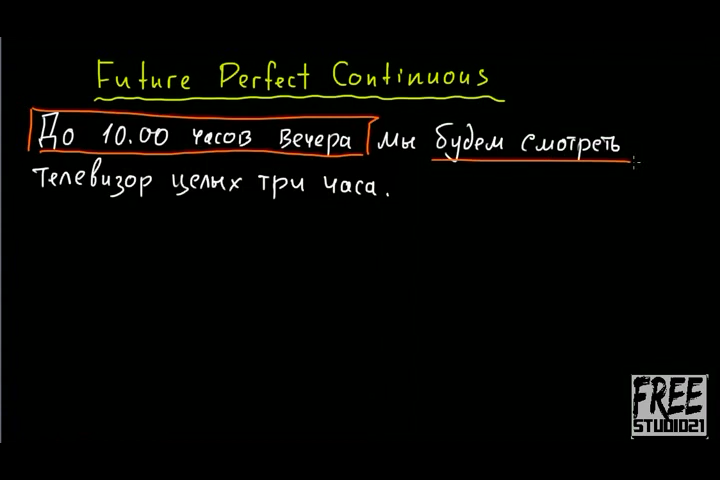 Future Perfect Continuous
До 10.00 часов вечера мы будем смотреть
телевизор целых три часа.
FREE
STUDIO21